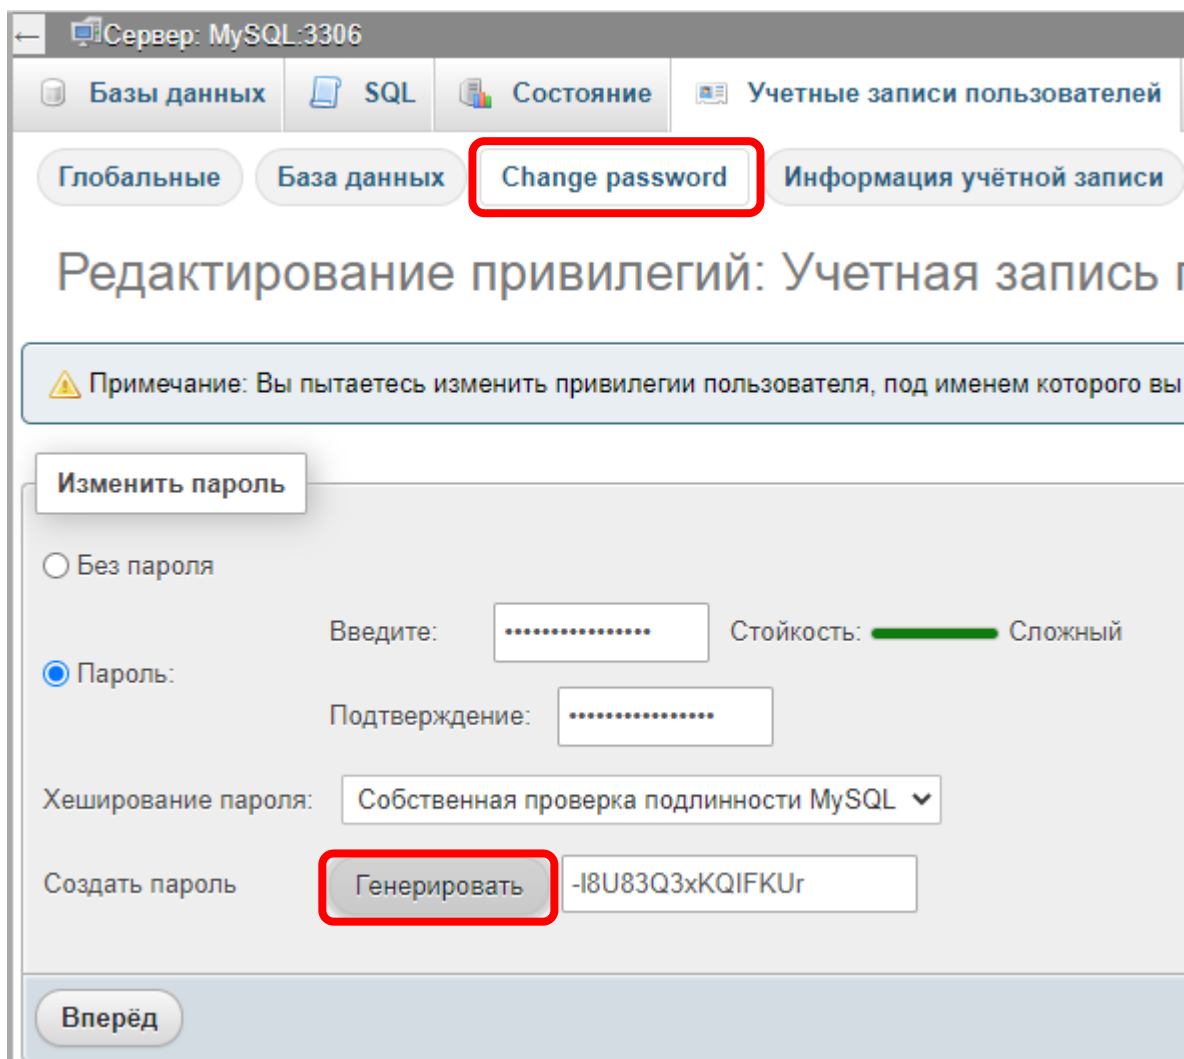 Сервер: MySQL:3306
Базы данных SQL Состояние Учетные записи пользователей
Глобальные База данных Change password Информация учётной записи
Редактирование привилегий: Учетная запись
Примечание: Вы пытаетесь изменить привилегии пользователя, под именем которого вы
Изменить пароль
Без пароля
Введите: •••••••••••••••• Стойкость: Сложный
Пароль:
Подтверждение: ••••••••••••••••
Хеширование пароля: Собственная проверка подлинности MySQL
Создать пароль Генерировать -I8U83Q3xKQIFKUr
Вперёд